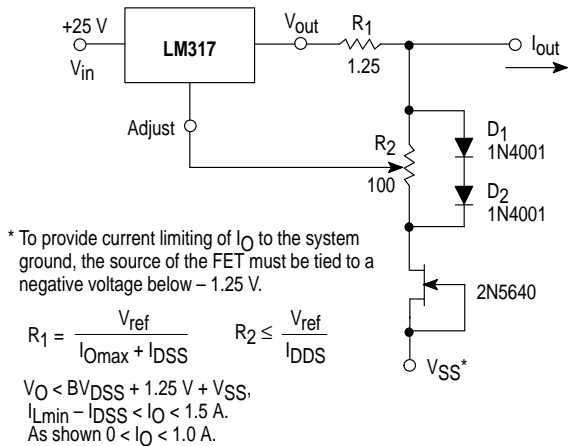 +25 V
V_in
LM317
V_out
R_1
1.25
I_out
Adjust
R_2
100
D_1
1N4001
D_2
1N4001
2N5640
V_SS*
* To provide current limiting of I_O to the system
ground, the source of the FET must be tied to a
negative voltage below – 1.25 V.
R_1 = V_ref / (I_Omax + I_DSS)  R_2 ≤ V_ref / I_DDS
V_O < BV_DSS + 1.25 V + V_SS,
I_Lmin – I_DSS < I_O < 1.5 A.
As shown 0 < I_O < 1.0 A.